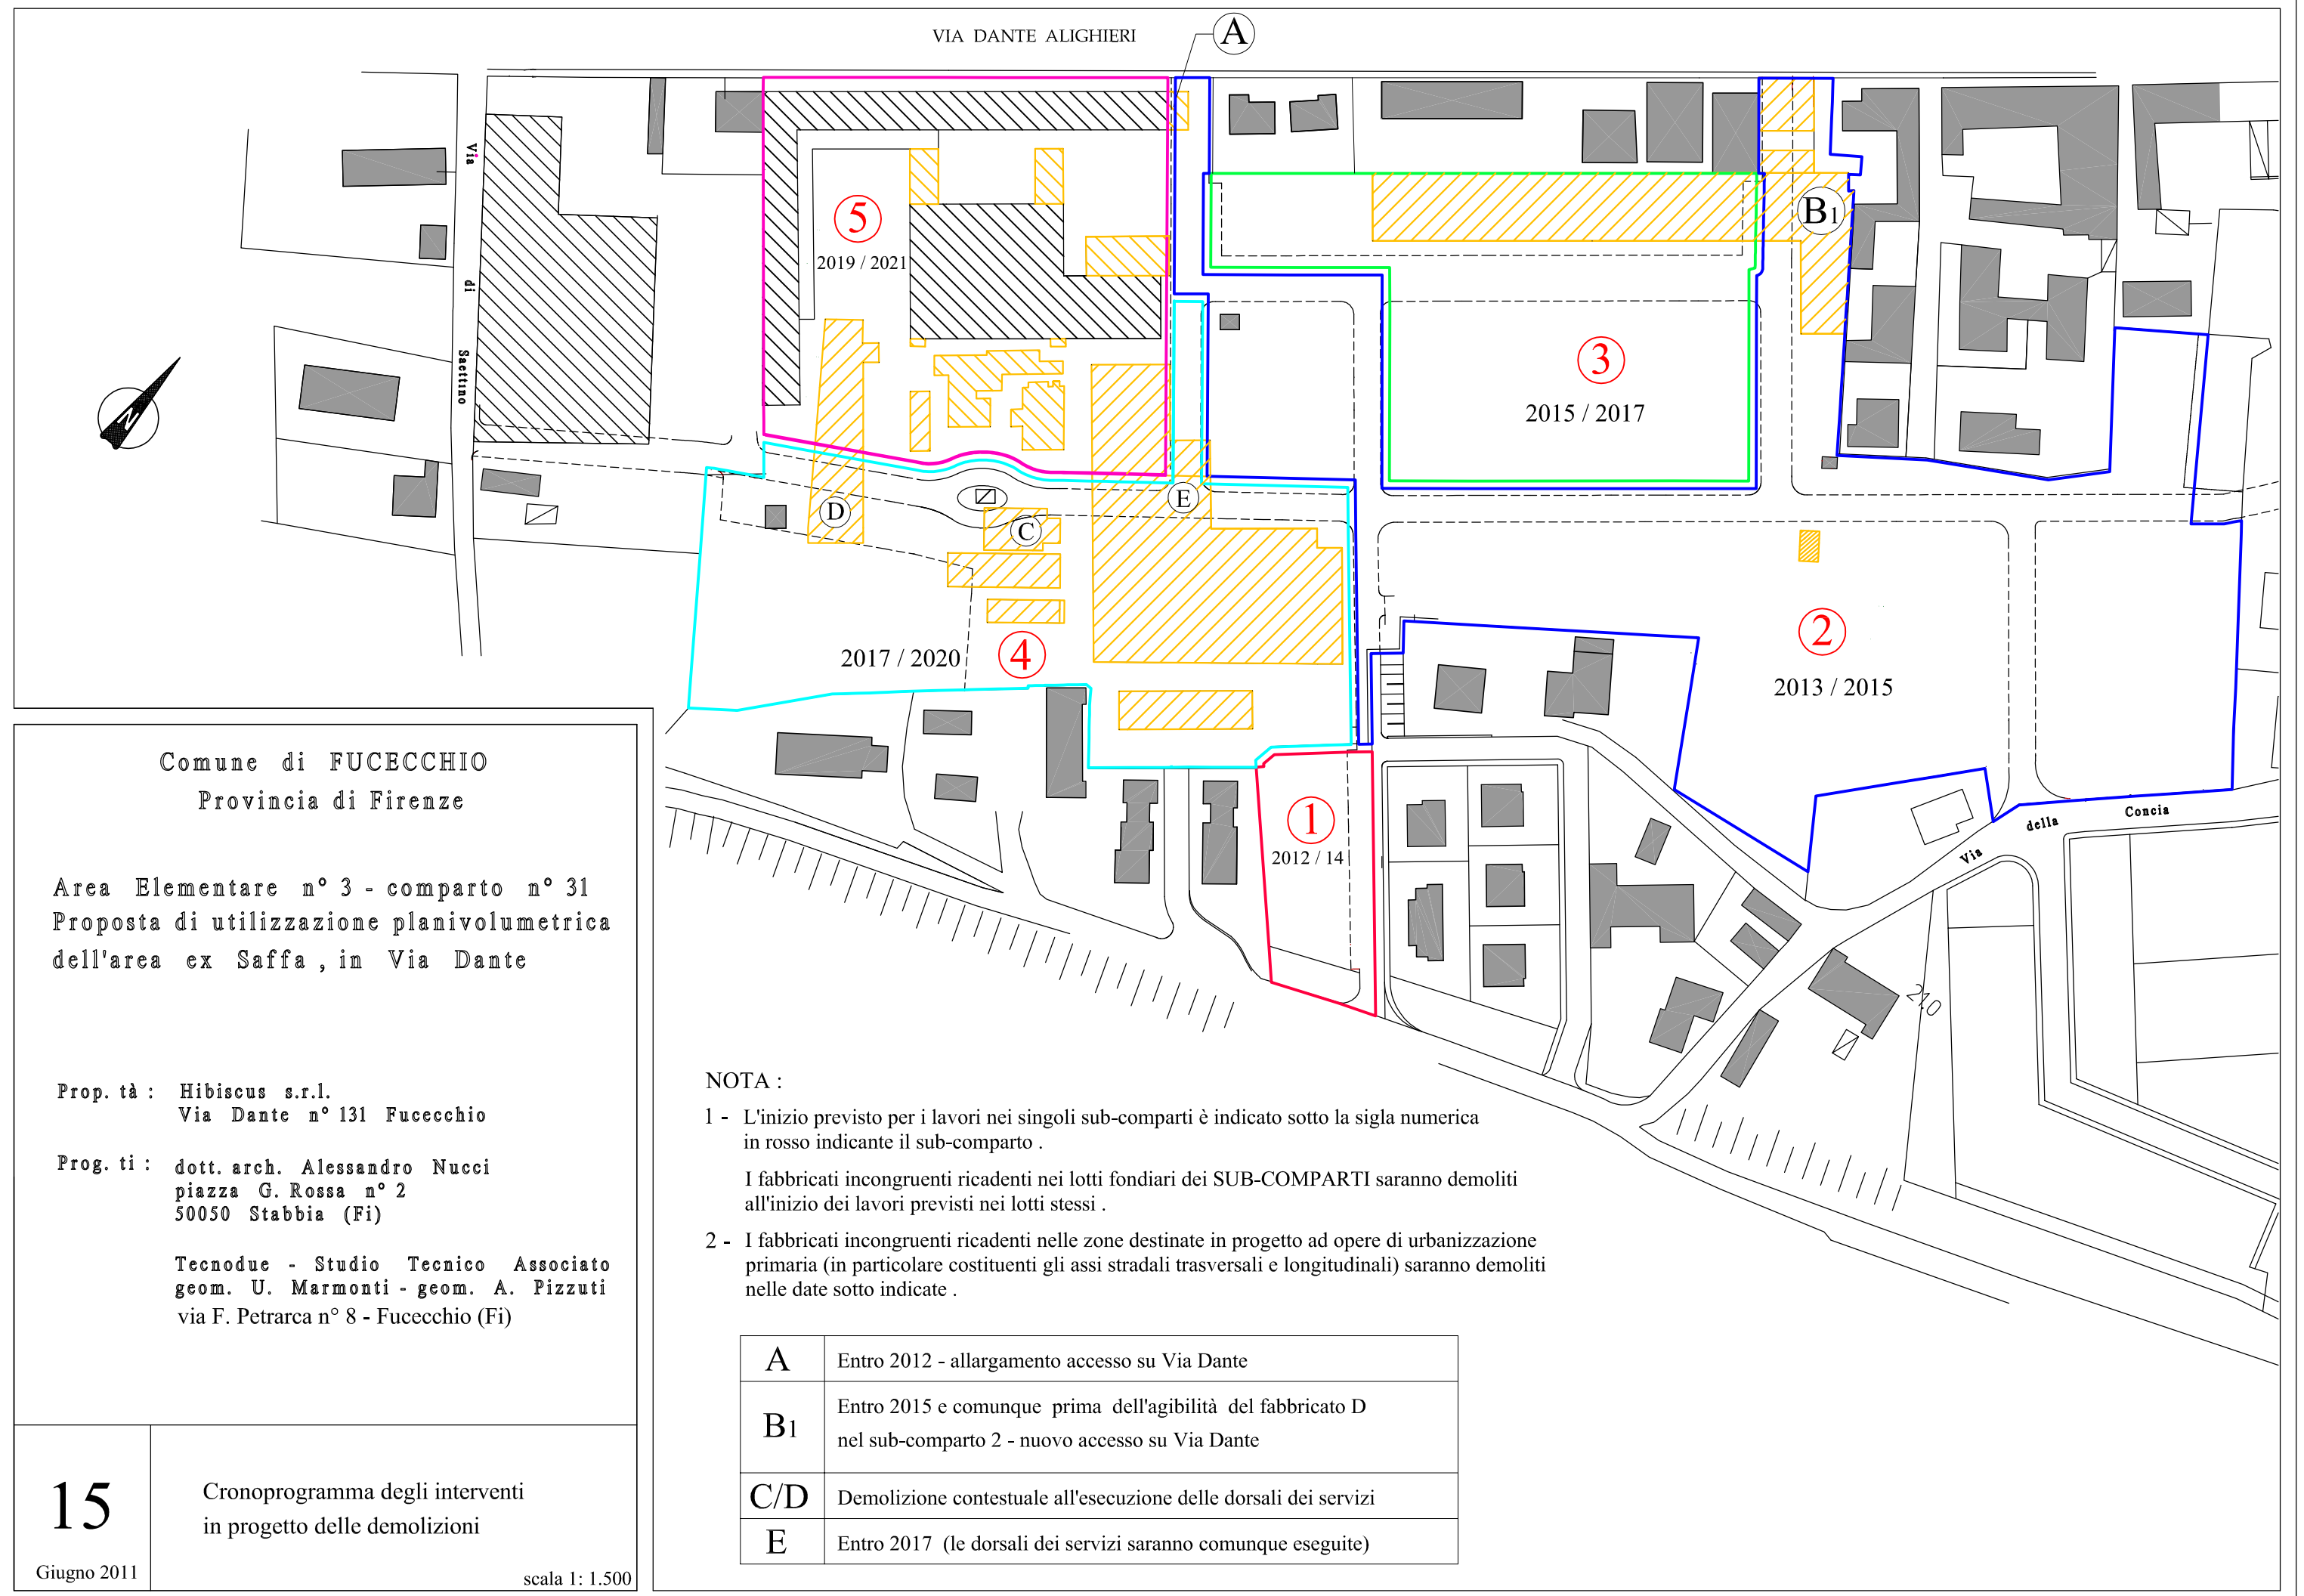 VIA DANTE ALIGHIERI
A
Via di Saettino
5
2019 / 2021
B1
3
2015 / 2017
N
D
C
E
2017 / 2020
4
2
2013 / 2015
1
2012 / 14
Via della Concia
210
Comune di FUCECCHIO
Provincia di Firenze
Area Elementare n° 3 - comparto n° 31
Proposta di utilizzazione planivolumetrica
dell'area ex Saffa , in Via Dante
Prop. tà : Hibiscus s.r.l.
Via Dante n° 131 Fucecchio
Prog. ti : dott. arch. Alessandro Nucci
piazza G. Rossa n° 2
50050 Stabbia (Fi)
Tecnodue - Studio Tecnico Associato
geom. U. Marmonti - geom. A. Pizzuti
via F. Petrarca n° 8 - Fucecchio (Fi)
15
Giugno 2011
Cronoprogramma degli interventi
in progetto delle demolizioni
scala 1: 1.500
NOTA :
1 - L'inizio previsto per i lavori nei singoli sub-comparti è indicato sotto la sigla numerica
in rosso indicante il sub-comparto .
I fabbricati incongruenti ricadenti nei lotti fondiari dei SUB-COMPARTI saranno demoliti
all'inizio dei lavori previsti nei lotti stessi .
2 - I fabbricati incongruenti ricadenti nelle zone destinate in progetto ad opere di urbanizzazione
primaria (in particolare costituenti gli assi stradali trasversali e longitudinali) saranno demoliti
nelle date sotto indicate .
A Entro 2012 - allargamento accesso su Via Dante
B1 Entro 2015 e comunque prima dell'agibilità del fabbricato D
nel sub-comparto 2 - nuovo accesso su Via Dante
C/D Demolizione contestuale all'esecuzione delle dorsali dei servizi
E Entro 2017 (le dorsali dei servizi saranno comunque eseguite)